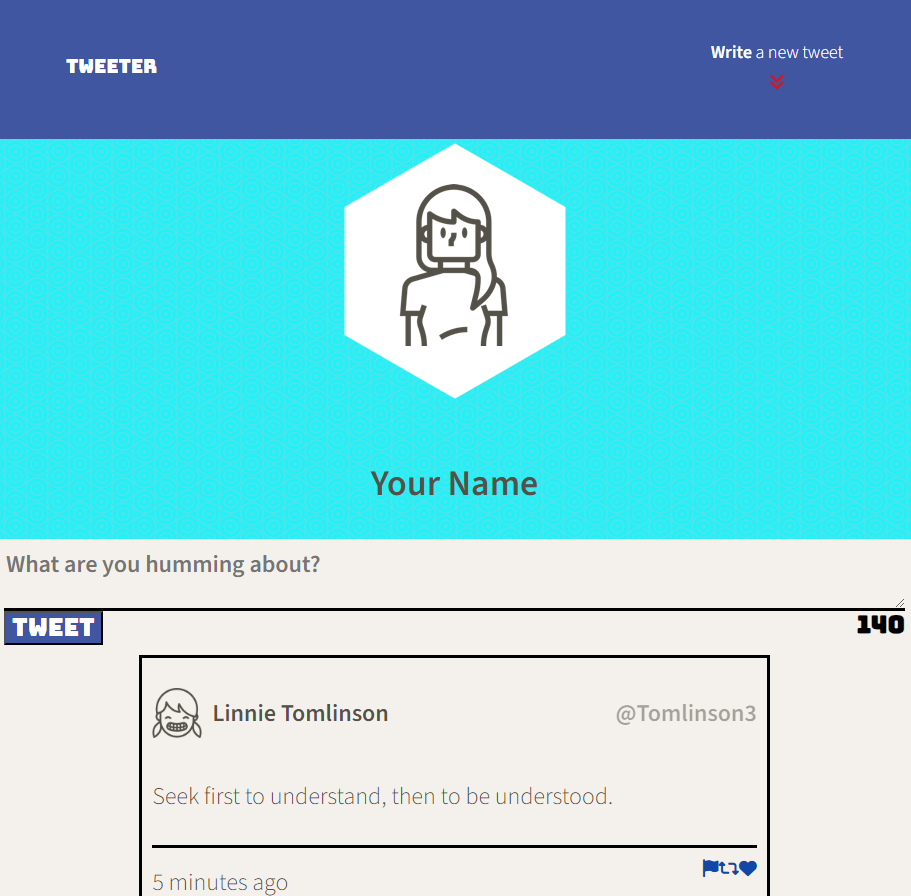 TWEETER
Write a new tweet
Your Name
What are you humming about?
TWEET
140
Linnie Tomlinson
@Tomlinson3
Seek first to understand, then to be understood.
5 minutes ago